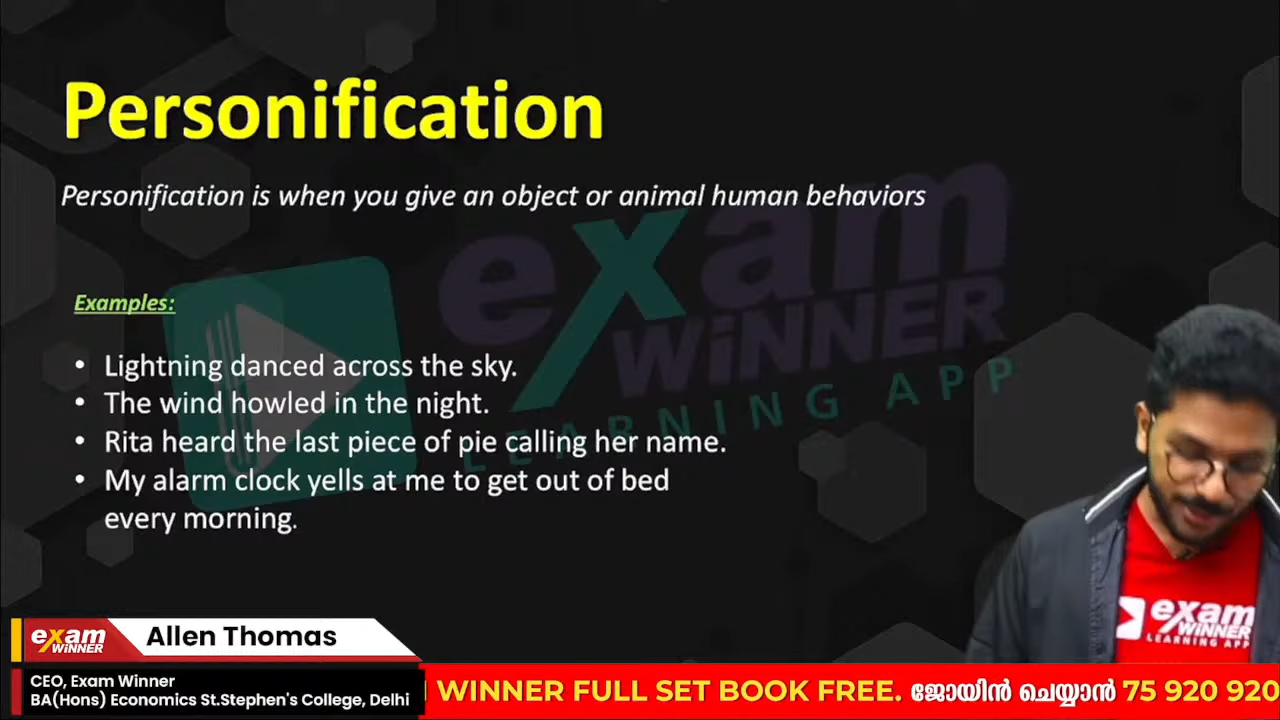 Personification
Personification is when you give an object or animal human behaviors
exam
WiNNER
LEARNING APP
Examples:
• Lightning danced across the sky.
• The wind howled in the night.
• Rita heard the last piece of pie calling her name.
• My alarm clock yells at me to get out of bed
every morning.
exam
WiNNER
LEARNING APP
exam
WiNNER
Allen Thomas
CEO, Exam Winner
BA(Hons) Economics St.Stephen's College, Delhi
WINNER FULL SET BOOK FREE. ജോയിൻ ചെയ്യാൻ 75 920 920